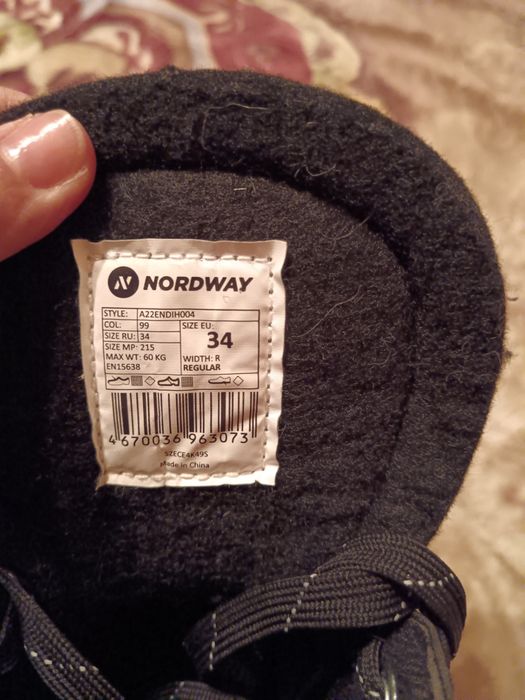 NORDWAY
STYLE: A22ENDIH004
COL: 99
SIZE RU: 34
SIZE MP: 215
MAX WT: 60 KG
EN15638
SIZE EU:
34
WIDTH: R
REGULAR
4 670036 963073
SZECE4K49S
Made in China